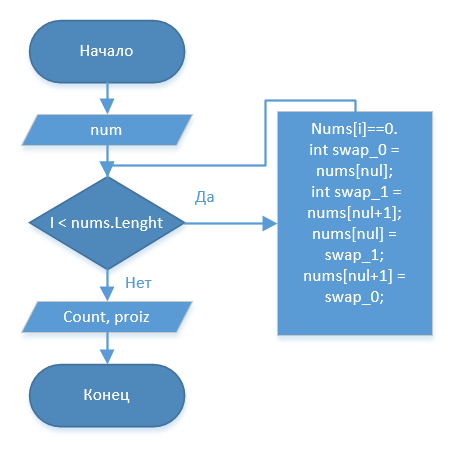 Начало
num
I < nums.Lenght
Да
Nums[i]==0.
int swap_0 =
nums[nul];
int swap_1 =
nums[nul+1];
nums[nul] =
swap_1;
nums[nul+1] =
swap_0;
Нет
Count, proiz
Конец